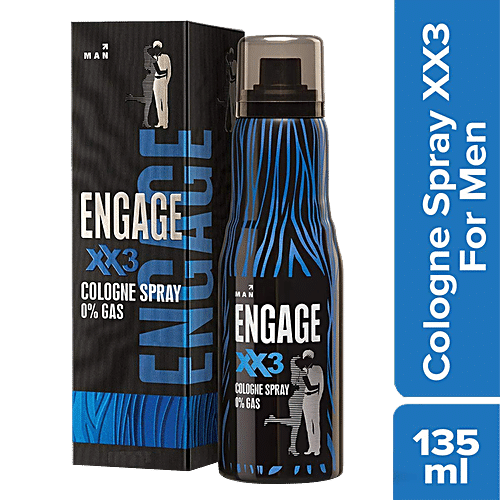 MAN
ENGAGE
ENGAGE
XX3
COLOGNE SPRAY
0% GAS
MAN
ENGAGE
XX3
COLOGNE SPRAY
0% GAS
Cologne Spray XX3
For Men
135
ml